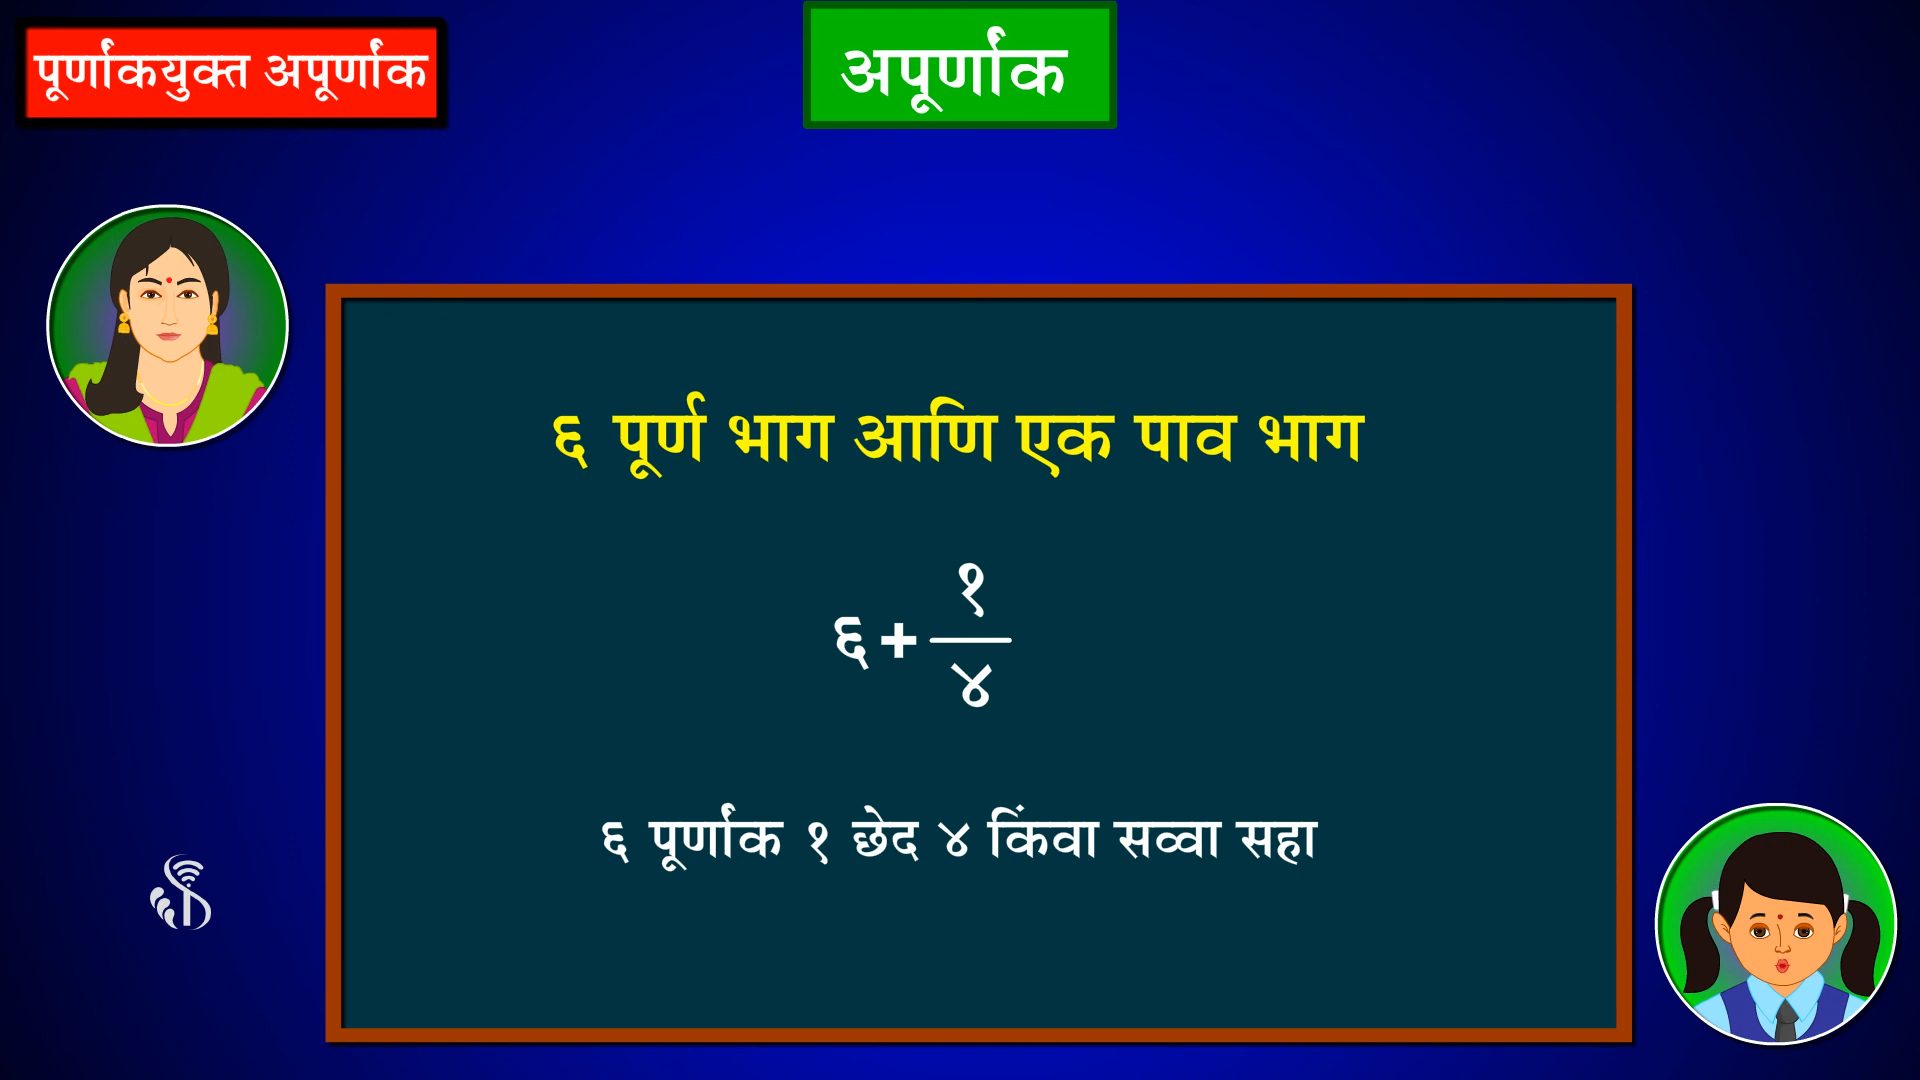 पूर्णांकयुक्त अपूर्णांक
अपूर्णांक
६ पूर्ण भाग आणि एक पाव भाग
६ + १/४
६ पूर्णांक १ छेद ४ किंवा सव्वा सहा